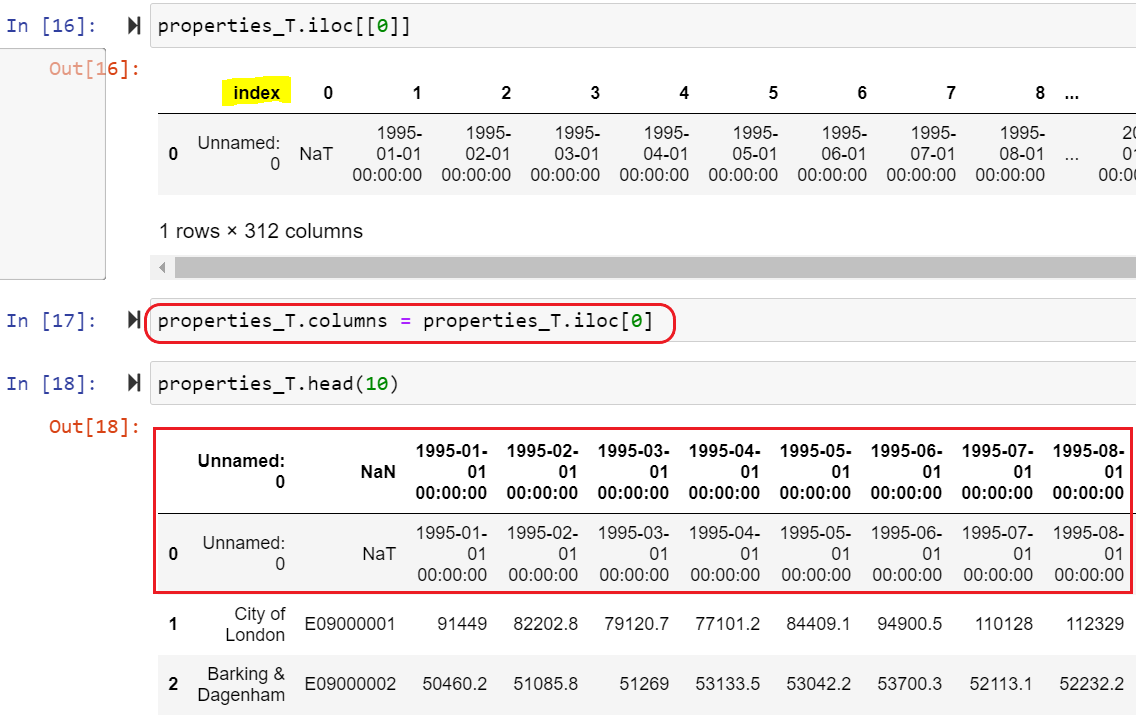 In [16]: properties_T.iloc[[0]]
Out[16]:
index 0 1 2 3 4 5 6 7 8 ...
0 Unnamed: 0 NaT 1995-01-01 00:00:00 1995-02-01 00:00:00 1995-03-01 00:00:00 1995-04-01 00:00:00 1995-05-01 00:00:00 1995-06-01 00:00:00 1995-07-01 00:00:00 1995-08-01 00:00:00 ...
1 rows × 312 columns
In [17]: properties_T.columns = properties_T.iloc[0]
In [18]: properties_T.head(10)
Out[18]:
Unnamed: 0 NaN 1995-01-01 00:00:00 1995-02-01 00:00:00 1995-03-01 00:00:00 1995-04-01 00:00:00 1995-05-01 00:00:00 1995-06-01 00:00:00 1995-07-01 00:00:00 1995-08-01 00:00:00
0 Unnamed: 0 NaT 1995-01-01 00:00:00 1995-02-01 00:00:00 1995-03-01 00:00:00 1995-04-01 00:00:00 1995-05-01 00:00:00 1995-06-01 00:00:00 1995-07-01 00:00:00 1995-08-01 00:00:00
1 City of London E09000001 91449 82202.8 79120.7 77101.2 84409.1 94900.5 110128 112329
2 Barking & Dagenham E09000002 50460.2 51085.8 51269 53133.5 53042.2 53700.3 52113.1 52232.2